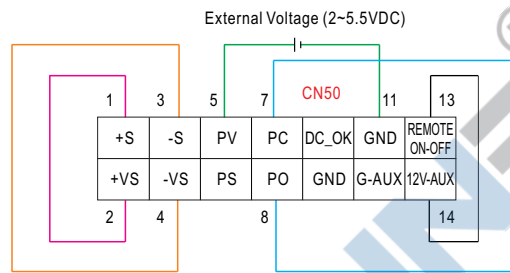 External Voltage (2~5.5VDC)
CN50
1 3 5 7 11 13
+S -S PV PC DC_OK GND REMOTE ON-OFF
+VS -VS PS PO GND G-AUX 12V-AUX
2 4 8 14